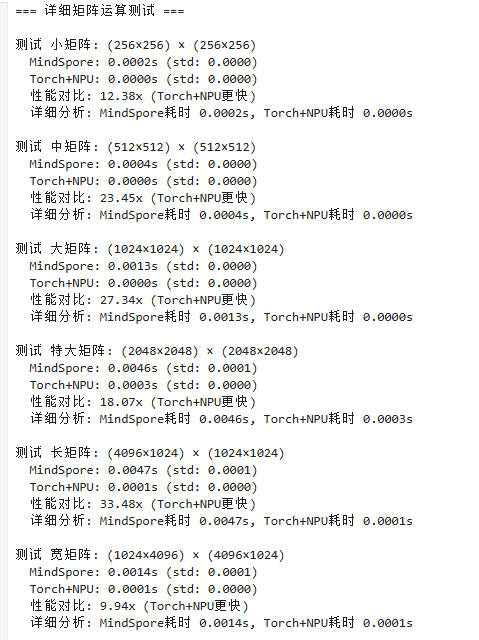 === 详细矩阵运算测试 ===
测试 小矩阵: (256×256) × (256×256)
MindSpore: 0.0002s (std: 0.0000)
Torch+NPU: 0.0000s (std: 0.0000)
性能对比: 12.38x (Torch+NPU更快)
详细分析: MindSpore耗时 0.0002s, Torch+NPU耗时 0.0000s
测试 中矩阵: (512×512) × (512×512)
MindSpore: 0.0004s (std: 0.0000)
Torch+NPU: 0.0000s (std: 0.0000)
性能对比: 23.45x (Torch+NPU更快)
详细分析: MindSpore耗时 0.0004s, Torch+NPU耗时 0.0000s
测试 大矩阵: (1024×1024) × (1024×1024)
MindSpore: 0.0013s (std: 0.0000)
Torch+NPU: 0.0000s (std: 0.0000)
性能对比: 27.34x (Torch+NPU更快)
详细分析: MindSpore耗时 0.0013s, Torch+NPU耗时 0.0000s
测试 特大矩阵: (2048×2048) × (2048×2048)
MindSpore: 0.0046s (std: 0.0001)
Torch+NPU: 0.0003s (std: 0.0000)
性能对比: 18.07x (Torch+NPU更快)
详细分析: MindSpore耗时 0.0046s, Torch+NPU耗时 0.0003s
测试 长矩阵: (4096×1024) × (1024×1024)
MindSpore: 0.0047s (std: 0.0001)
Torch+NPU: 0.0001s (std: 0.0000)
性能对比: 33.48x (Torch+NPU更快)
详细分析: MindSpore耗时 0.0047s, Torch+NPU耗时 0.0001s
测试 宽矩阵: (1024×4096) × (4096×1024)
MindSpore: 0.0014s (std: 0.0001)
Torch+NPU: 0.0001s (std: 0.0000)
性能对比: 9.94x (Torch+NPU更快)
详细分析: MindSpore耗时 0.0014s, Torch+NPU耗时 0.0001s